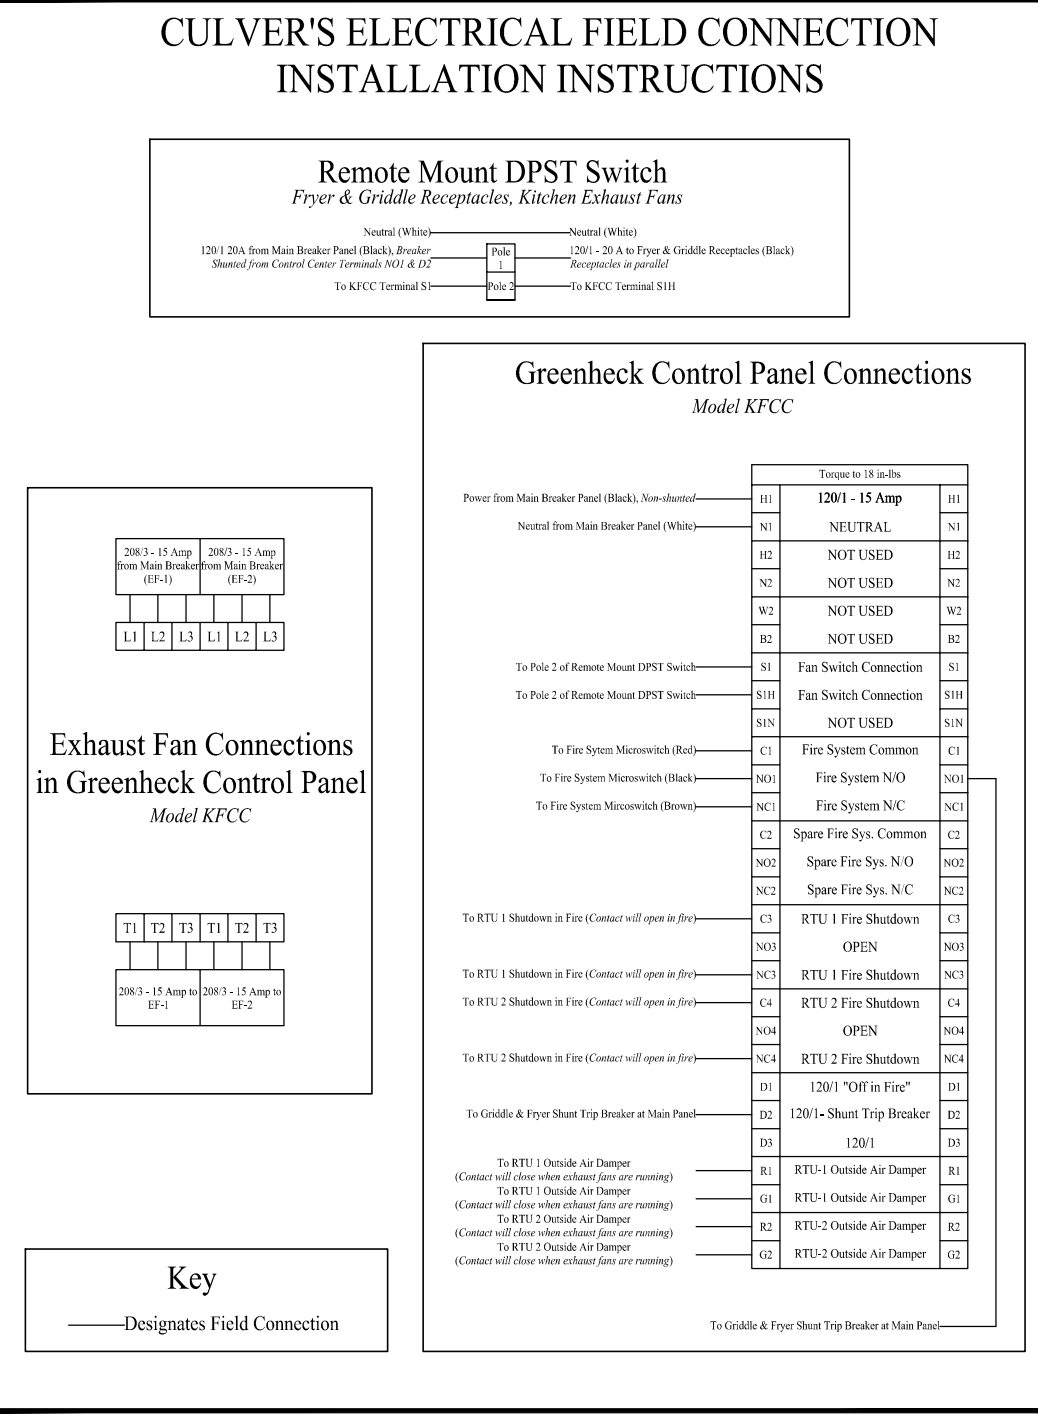 CULVER'S ELECTRICAL FIELD CONNECTION
INSTALLATION INSTRUCTIONS
Remote Mount DPST Switch
Fryer & Griddle Receptacles, Kitchen Exhaust Fans
Neutral (White) Neutral (White)
120/1 20A from Main Breaker Panel (Black), Breaker Pole 120/1 - 20 A to Fryer & Griddle Receptacles (Black)
Shunted from Control Center Terminals NO1 & D2 1 Receptacles in parallel
To KFCC Terminal S1 Pole 2 To KFCC Terminal S1H
Greenheck Control Panel Connections
Model KFCC
Torque to 18 in-lbs
Power from Main Breaker Panel (Black), Non-shunted H1 120/1 - 15 Amp H1
Neutral from Main Breaker Panel (White) N1 NEUTRAL N1
H2 NOT USED H2
N2 NOT USED N2
W2 NOT USED W2
B2 NOT USED B2
To Pole 2 of Remote Mount DPST Switch S1 Fan Switch Connection S1
To Pole 2 of Remote Mount DPST Switch S1H Fan Switch Connection S1H
S1N NOT USED S1N
To Fire Sytem Microswitch (Red) C1 Fire System Common C1
To Fire System Microswitch (Black) NO1 Fire System N/O NO1
To Fire System Mircoswitch (Brown) NC1 Fire System N/C NC1
C2 Spare Fire Sys. Common C2
NO2 Spare Fire Sys. N/O NO2
NC2 Spare Fire Sys. N/C NC2
To RTU 1 Shutdown in Fire (Contact will open in fire) C3 RTU 1 Fire Shutdown C3
NO3 OPEN NO3
To RTU 1 Shutdown in Fire (Contact will open in fire) NC3 RTU 1 Fire Shutdown NC3
To RTU 2 Shutdown in Fire (Contact will open in fire) C4 RTU 2 Fire Shutdown C4
NO4 OPEN NO4
To RTU 2 Shutdown in Fire (Contact will open in fire) NC4 RTU 2 Fire Shutdown NC4
D1 120/1 "Off in Fire" D1
To Griddle & Fryer Shunt Trip Breaker at Main Panel D2 120/1- Shunt Trip Breaker D2
D3 120/1 D3
To RTU 1 Outside Air Damper
(Contact will close when exhaust fans are running) R1 RTU-1 Outside Air Damper R1
To RTU 1 Outside Air Damper
(Contact will close when exhaust fans are running) G1 RTU-1 Outside Air Damper G1
To RTU 2 Outside Air Damper
(Contact will close when exhaust fans are running) R2 RTU-2 Outside Air Damper R2
To RTU 2 Outside Air Damper
(Contact will close when exhaust fans are running) G2 RTU-2 Outside Air Damper G2
To Griddle & Fryer Shunt Trip Breaker at Main Panel
208/3 - 15 Amp 208/3 - 15 Amp
from Main Breaker from Main Breaker
(EF-1) (EF-2)
L1 L2 L3 L1 L2 L3
Exhaust Fan Connections
in Greenheck Control Panel
Model KFCC
T1 T2 T3 T1 T2 T3
208/3 - 15 Amp to 208/3 - 15 Amp to
EF-1 EF-2
Key
Designates Field Connection